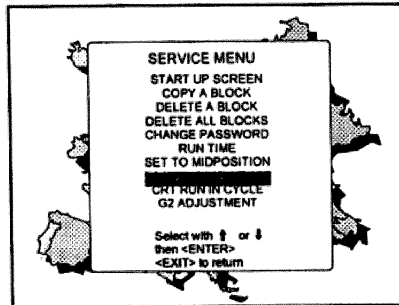 SERVICE MENU
START UP SCREEN
COPY A BLOCK
DELETE A BLOCK
DELETE ALL BLOCKS
CHANGE PASSWORD
RUN TIME
SET TO MIDPOSITION
CRT RUN IN CYCLE
G2 ADJUSTMENT
Select with ⬆ or ⬇
then <ENTER>
<EXIT> to return